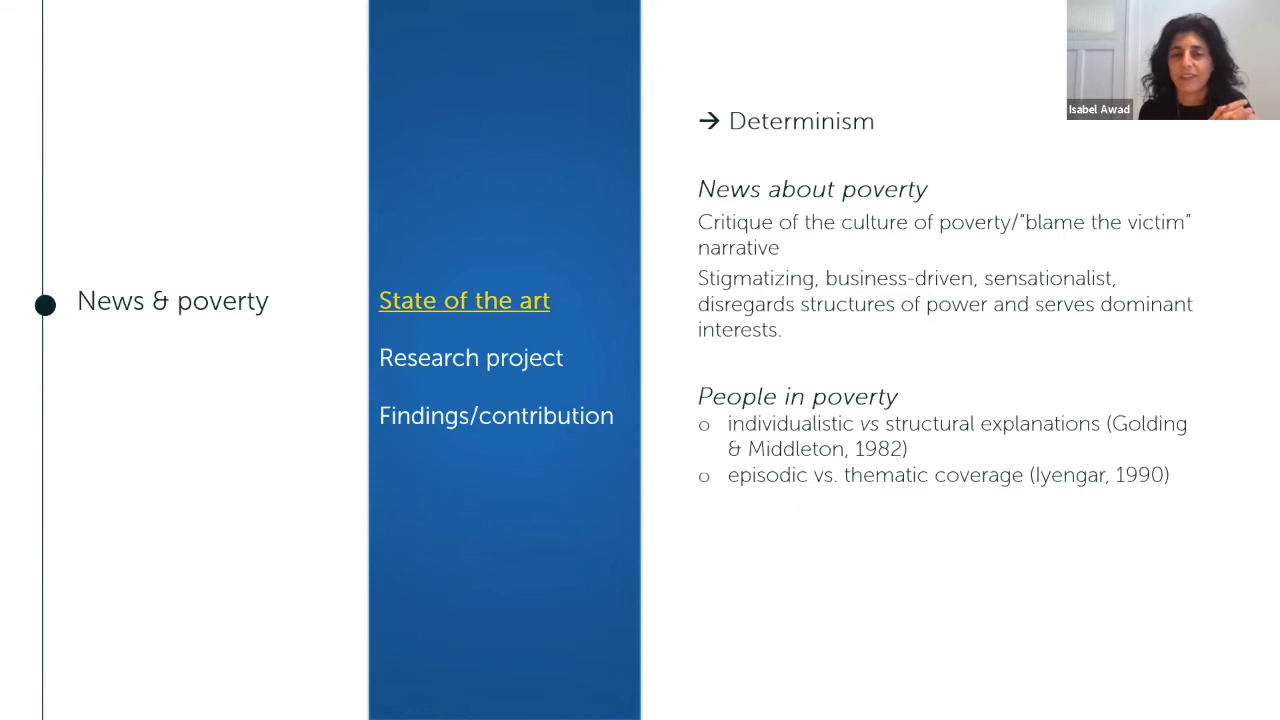 News & poverty
State of the art
Research project
Findings/contribution
→ Determinism
News about poverty
Critique of the culture of poverty/“blame the victim”
narrative
Stigmatizing, business-driven, sensationalist,
disregards structures of power and serves dominant
interests.
People in poverty
o individualistic vs structural explanations (Golding
& Middleton, 1982)
o episodic vs. thematic coverage (Iyengar, 1990)
Isabel Awad